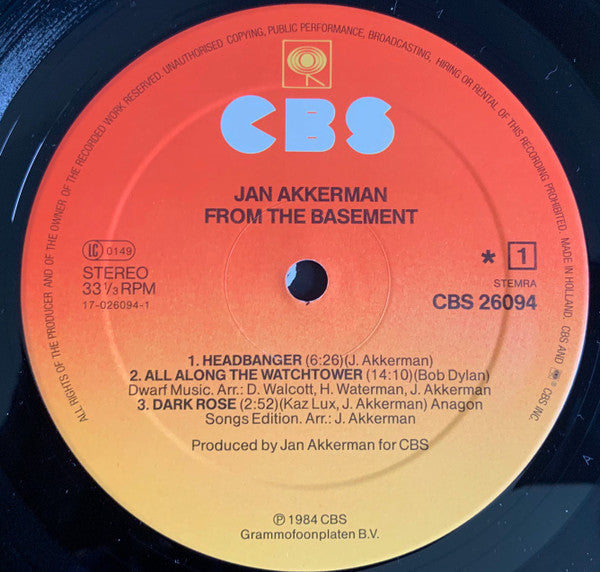 ALL RIGHTS OF THE PRODUCER AND OF THE OWNER OF THE RECORDED WORK RESERVED. UNAUTHORISED COPYING, PUBLIC PERFORMANCE, BROADCASTING, HIRING OR RENTAL OF THIS RECORDING PROHIBITED. MADE IN HOLLAND. CBS AND ® CBS INC.
CBS
JAN AKKERMAN
FROM THE BASEMENT
LC 0149
STEREO
33 1/3 RPM
17-026094-1
* 1
STEMRA
CBS 26094
1. HEADBANGER (6:26)(J. Akkerman)
2. ALL ALONG THE WATCHTOWER (14:10)(Bob Dylan)
Dwarf Music. Arr.: D. Walcott, H. Waterman, J. Akkerman
3. DARK ROSE (2:52)(Kaz Lux, J. Akkerman) Anagon
Songs Edition. Arr.: J. Akkerman
Produced by Jan Akkerman for CBS
A
℗ 1984 CBS
Grammofoonplaten B.V.